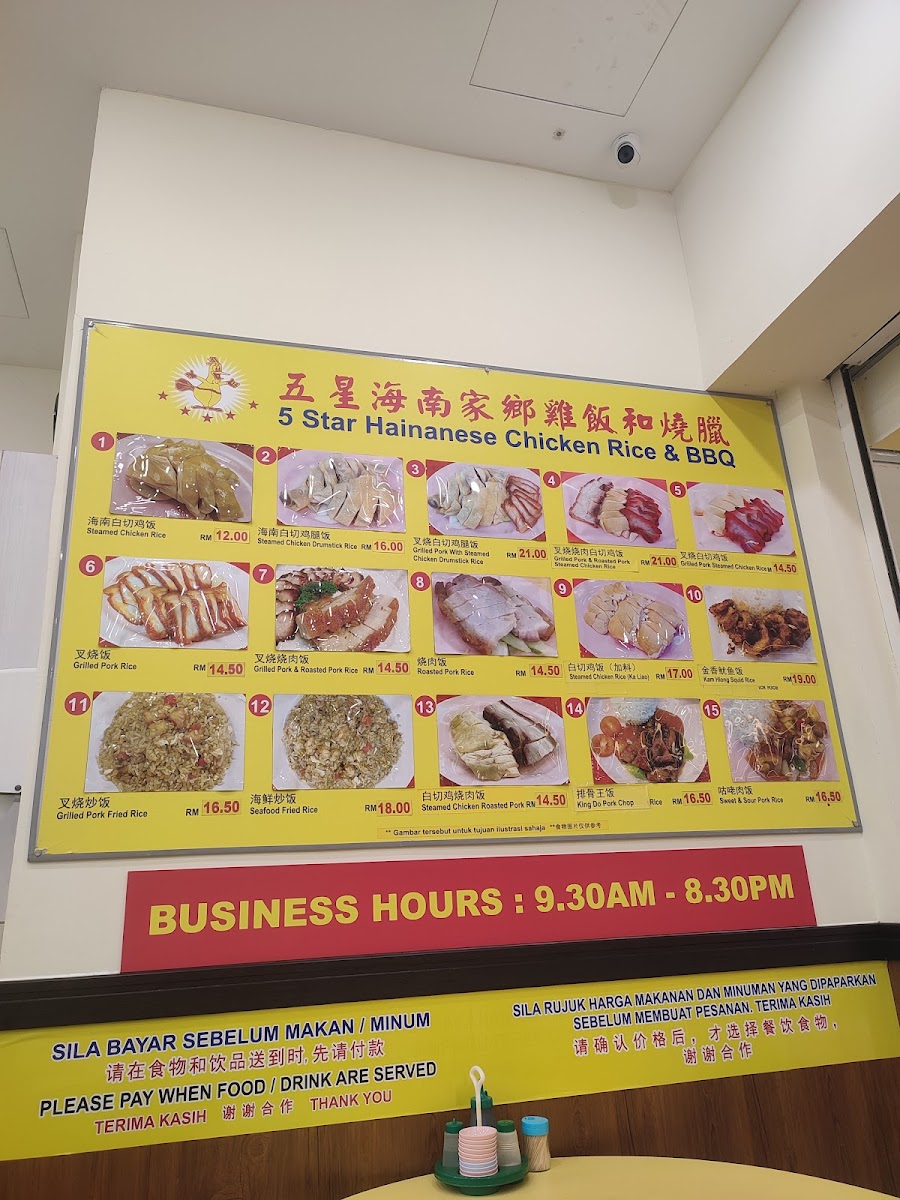 五星海南家鄉雞飯和燒臘
5 Star Hainanese Chicken Rice & BBQ
1
海南白切鸡饭
Steamed Chicken Rice
RM 12.00
2
海南白切鸡腿饭
Steamed Chicken Drumstick Rice RM 16.00
3
叉烧白切鸡腿饭
Grilled Pork With Steamed
Chicken Drumstick Rice
RM 21.00
4
叉烧烧肉白切鸡饭
Grilled Pork & Roasted Pork
Steamed Chicken Rice
RM 21.00
5
叉烧白切鸡饭
Grilled Pork Steamed Chicken Rice M 14.50
6
叉烧饭
Grilled Pork Rice
RM 14.50
7
叉烧烧肉饭
Grilled Pork & Roasted Pork Rice RM 14.50
8
烧肉饭
Roasted Pork Rice
RM 14.50
9
白切鸡饭（加料）
Steamed Chicken Rice (Ka Liao) RM 17.00
10
金香鱿鱼饭
Kam Hiang Squid Rice
RM 19.00
11
叉烧炒饭
Grilled Pork Fried Rice
RM 16.50
12
海鲜炒饭
Seafood Fried Rice
RM 18.00
13
白切鸡烧肉饭
Steamed Chicken Roasted Pork RM 14.50
14
排骨王饭
King Do Pork Chop Rice
RM 16.50
15
咕咾肉饭
Sweet & Sour Pork Rice
RM 16.50
** Gambar tersebut untuk tujuan ilustrasi sahaja **食物图片仅供参考
BUSINESS HOURS : 9.30AM - 8.30PM
SILA BAYAR SEBELUM MAKAN / MINUM
请在食物和饮品送到时,先请付款
PLEASE PAY WHEN FOOD / DRINK ARE SERVED
TERIMA KASIH 谢谢合作 THANK YOU
SILA RUJUK HARGA MAKANAN DAN MINUMAN YANG DIPAPARKAN
SEBELUM MEMBUAT PESANAN. TERIMA KASIH
请确认价格后，才选择餐饮食物，
谢谢合作